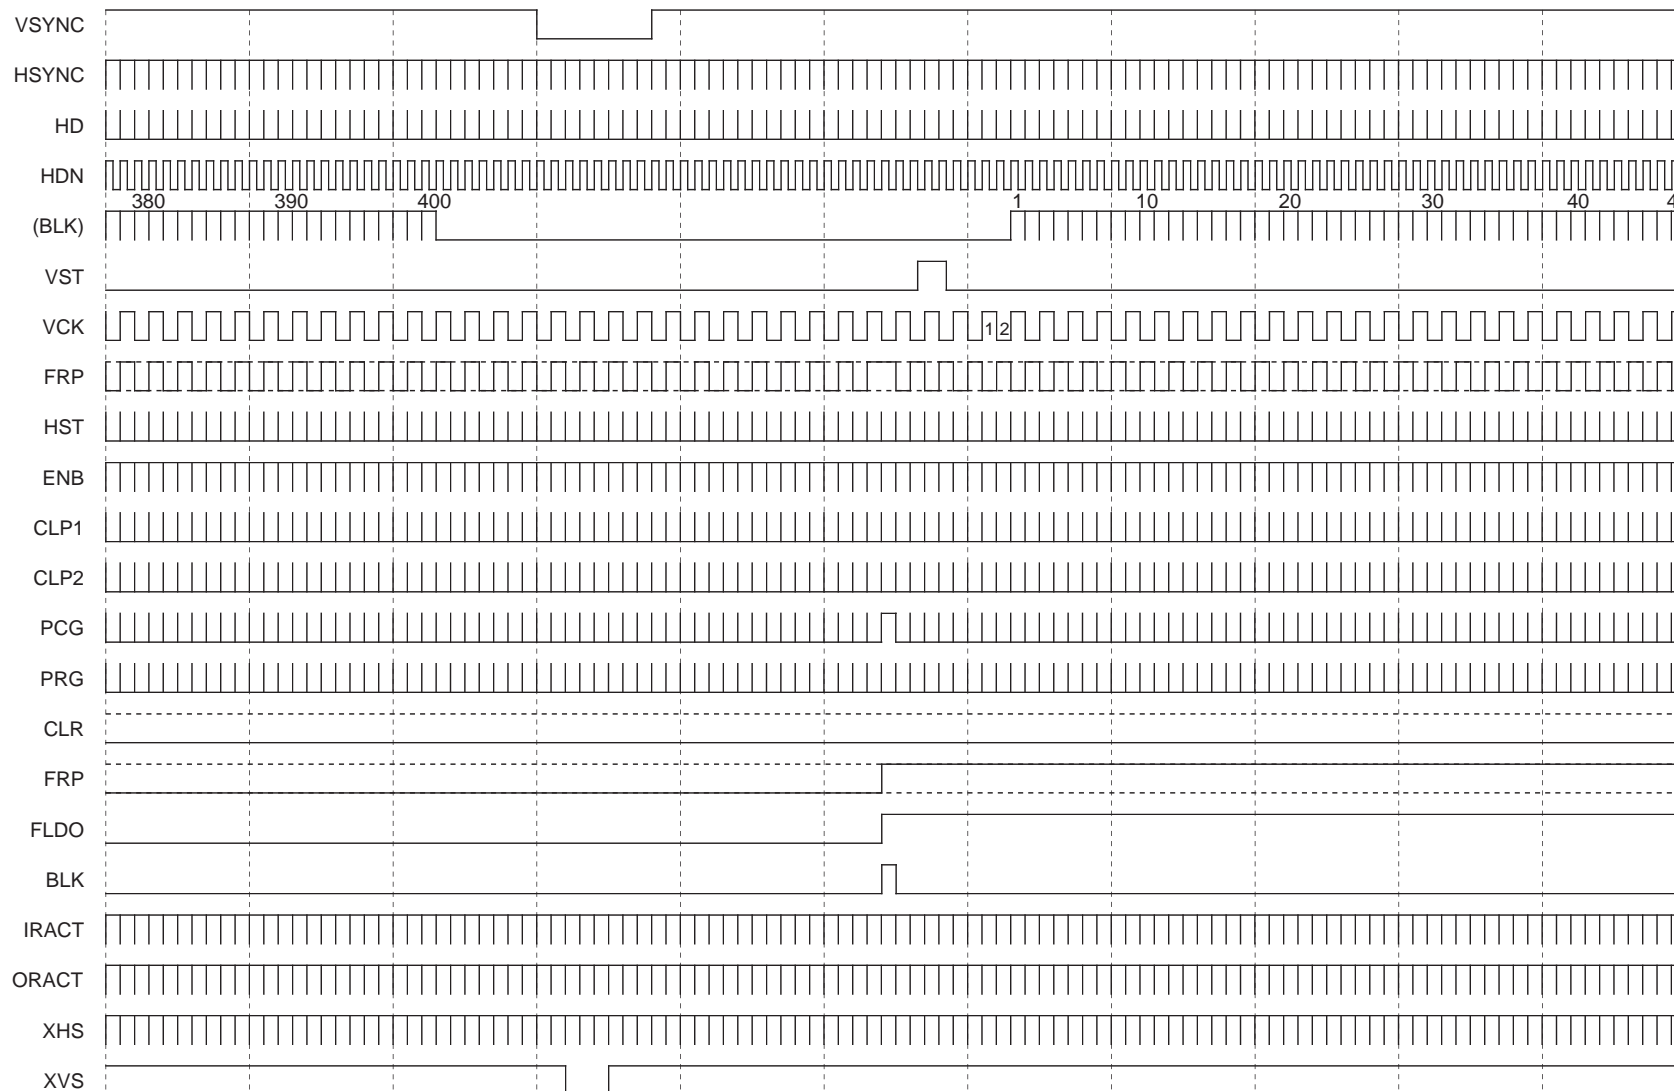 VSYNC
HSYNC
HD
HDN
380 390 400 1 10 20 30 40 4
(BLK)
VST
VCK 1 2
FRP
HST
ENB
CLP1
CLP2
PCG
PRG
CLR
FRP
FLDO
BLK
IRACT
ORACT
XHS
XVS